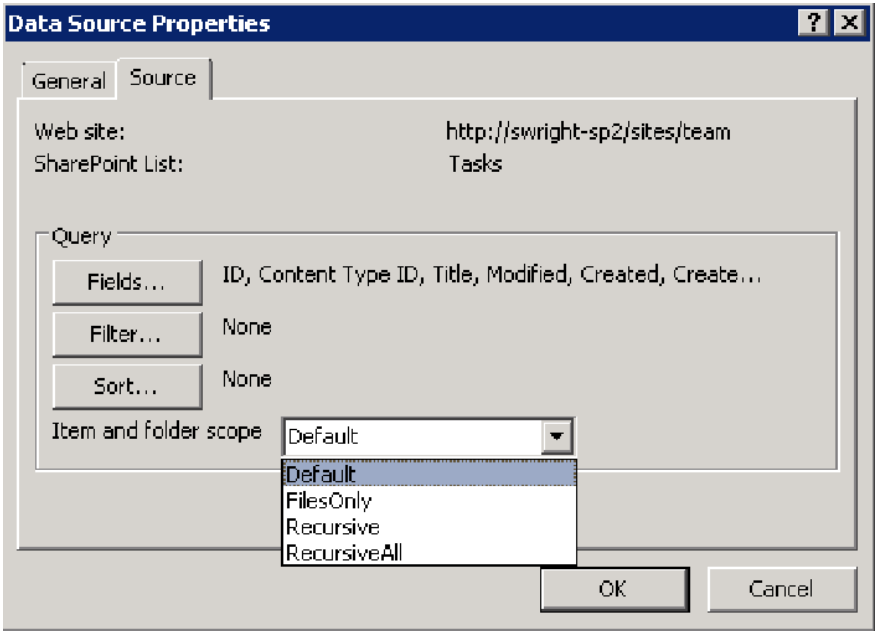 Data Source Properties
General Source
Web site: http://swright-sp2/sites/team
SharePoint List: Tasks
Query
Fields... ID, Content Type ID, Title, Modified, Created, Create...
Filter... None
Sort... None
Item and folder scope Default
Default
FilesOnly
Recursive
RecursiveAll
OK Cancel